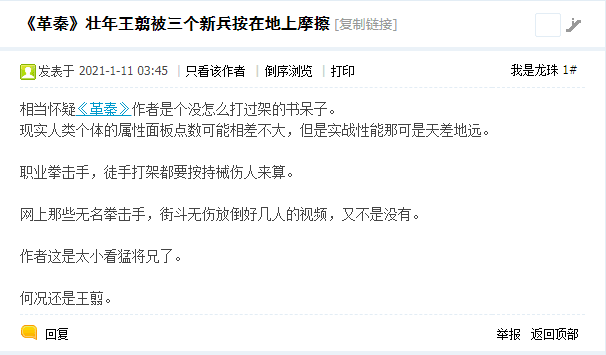 《革秦》壮年王翦被三个新兵按在地上摩擦 [复制链接]
发表于 2021-1-11 03:45 | 只看该作者 | 倒序浏览 | 打印 我是龙珠 1#
相当怀疑《革秦》作者是个没怎么打过架的书呆子。
现实人类个体的属性面板点数可能相差不大，但是实战性能那可是天差地远。
职业拳击手，徒手打架都要按持械伤人来算。
网上那些无名拳击手，街斗无伤放倒好几人的视频，又不是没有。
作者这是太小看猛将兄了。
何况还是王翦。
回复 举报 返回顶部